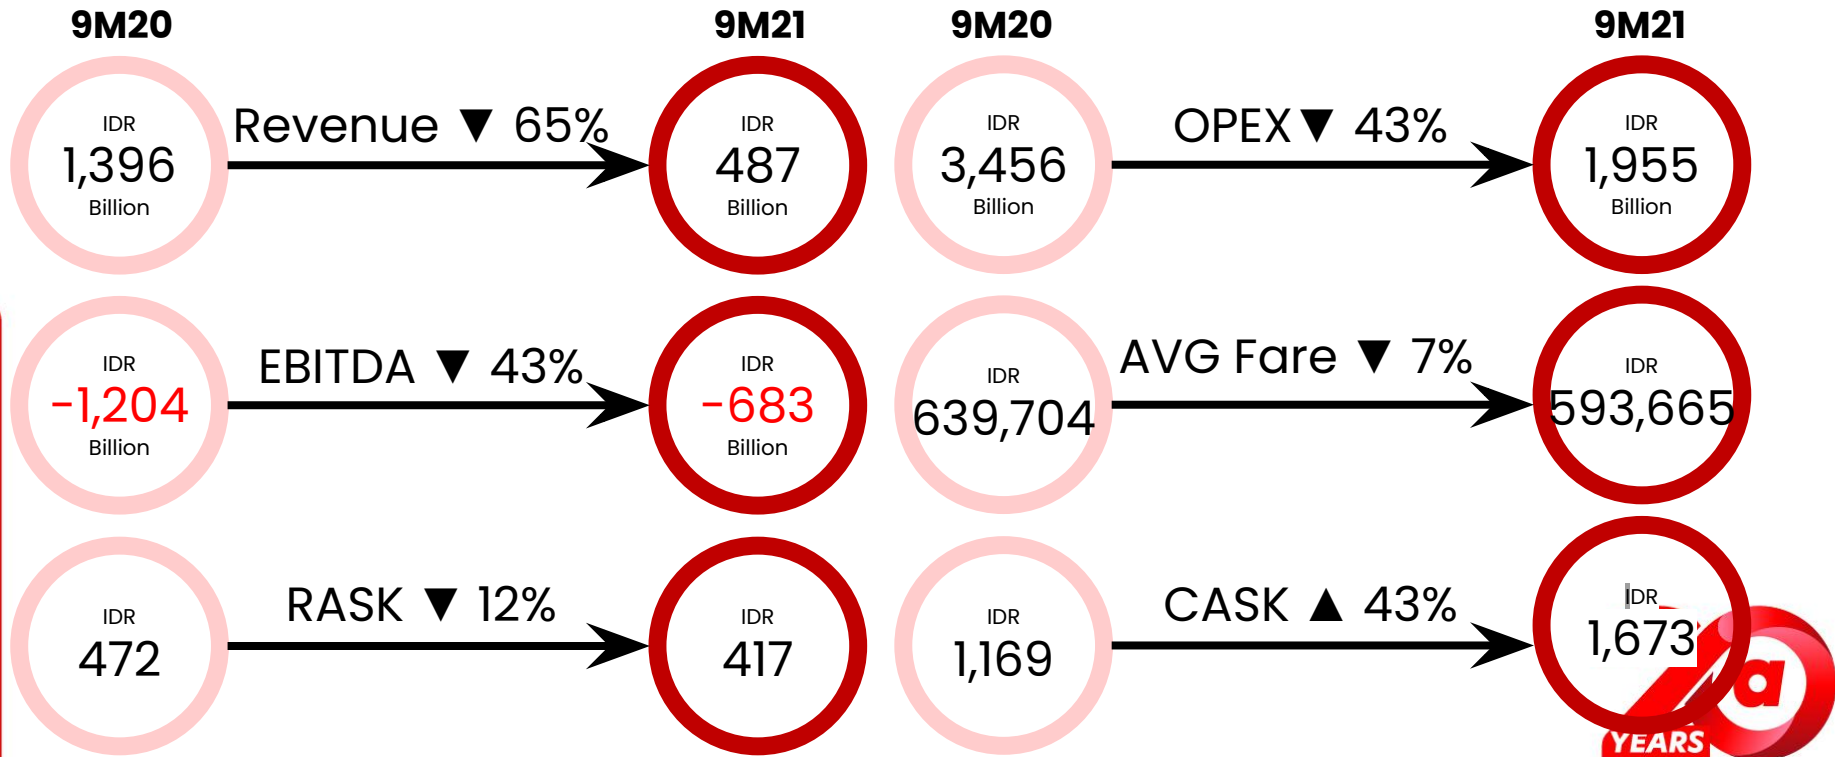 9M20
9M21
9M20
9M21
IDR
1,396
Billion
Revenue ▼ 65%
IDR
487
Billion
IDR
3,456
Billion
OPEX ▼ 43%
IDR
1,955
Billion
IDR
-1,204
Billion
EBITDA ▼ 43%
IDR
-683
Billion
IDR
639,704
AVG Fare ▼ 7%
IDR
593,665
IDR
472
RASK ▼ 12%
IDR
417
IDR
1,169
CASK ▲ 43%
IDR
1,673
a
YEARS